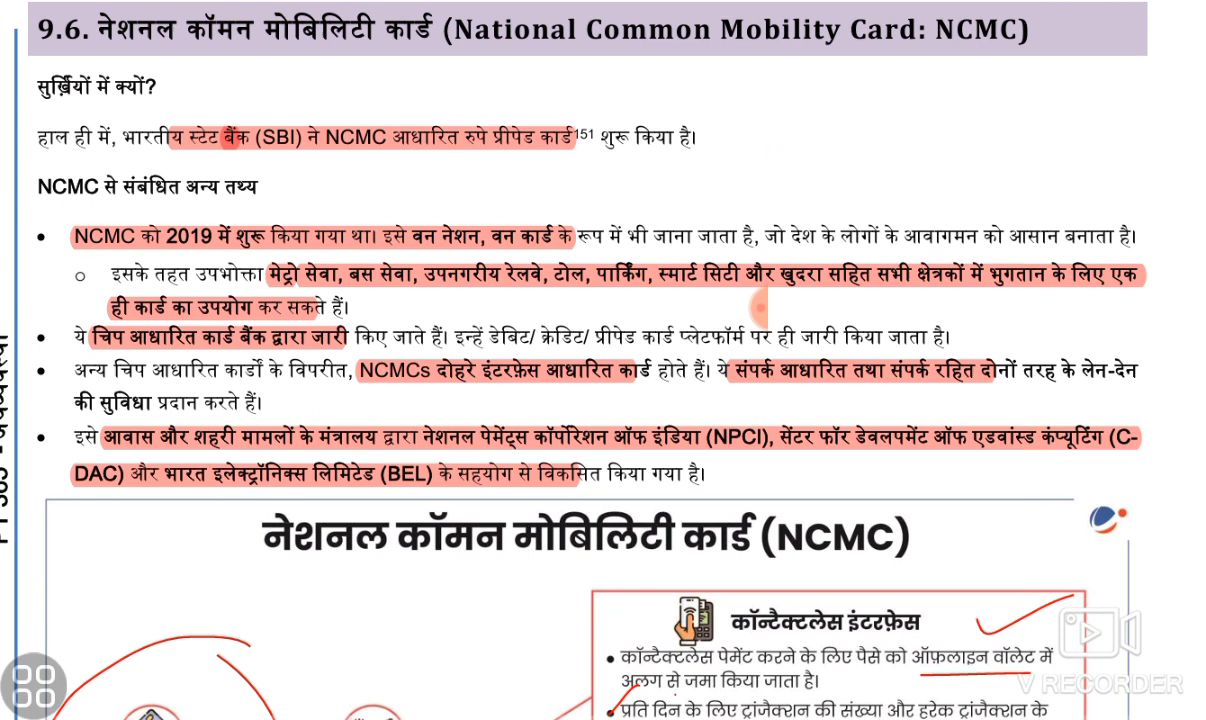 9.6. नेशनल कॉमन मोबिलिटी कार्ड (National Common Mobility Card: NCMC)
सुर्ख़ियों में क्यों?
हाल ही में, भारतीय स्टेट बैंक (SBI) ने NCMC आधारित रुपे प्रीपेड कार्ड151 शुरू किया है।
NCMC से संबंधित अन्य तथ्य
• NCMC को 2019 में शुरू किया गया था। इसे वन नेशन, वन कार्ड के रूप में भी जाना जाता है, जो देश के लोगों के आवागमन को आसान बनाता है।
o इसके तहत उपभोक्ता मेट्रो सेवा, बस सेवा, उपनगरीय रेलवे, टोल, पार्किंग, स्मार्ट सिटी और खुदरा सहित सभी क्षेत्रकों में भुगतान के लिए एक
ही कार्ड का उपयोग कर सकते हैं।
• ये चिप आधारित कार्ड बैंक द्वारा जारी किए जाते हैं। इन्हें डेबिट/ क्रेडिट/ प्रीपेड कार्ड प्लेटफॉर्म पर ही जारी किया जाता है।
• अन्य चिप आधारित कार्डों के विपरीत, NCMCs दोहरे इंटरफ़ेस आधारित कार्ड होते हैं। ये संपर्क आधारित तथा संपर्क रहित दोनों तरह के लेन-देन
की सुविधा प्रदान करते हैं।
• इसे आवास और शहरी मामलों के मंत्रालय द्वारा नेशनल पेमेंट्स कॉर्पोरेशन ऑफ इंडिया (NPCI), सेंटर फॉर डेवलपमेंट ऑफ एडवांस्ड कंप्यूटिंग (C-
DAC) और भारत इलेक्ट्रॉनिक्स लिमिटेड (BEL) के सहयोग से विकसित किया गया है।
नेशनल कॉमन मोबिलिटी कार्ड (NCMC)
कॉन्टैक्टलेस इंटरफ़ेस
• कॉन्टैक्टलेस पेमेंट करने के लिए पैसे को ऑफ़लाइन वॉलेट में
अलग से जमा किया जाता है।
• प्रति दिन के लिए ट्रांजैक्शन की संख्या और हरेक ट्रांजैक्शन के
V RECORDER